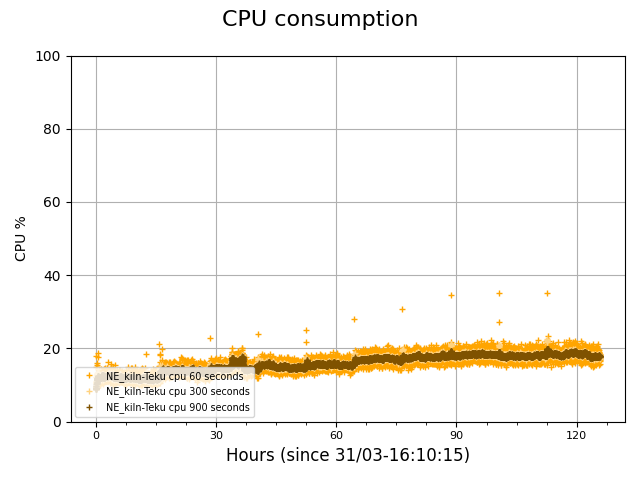 CPU consumption
100
80
60
40
20
0
CPU %
NE_kiln-Teku cpu 60 seconds
NE_kiln-Teku cpu 300 seconds
NE_kiln-Teku cpu 900 seconds
0 30 60 90 120
Hours (since 31/03-16:10:15)